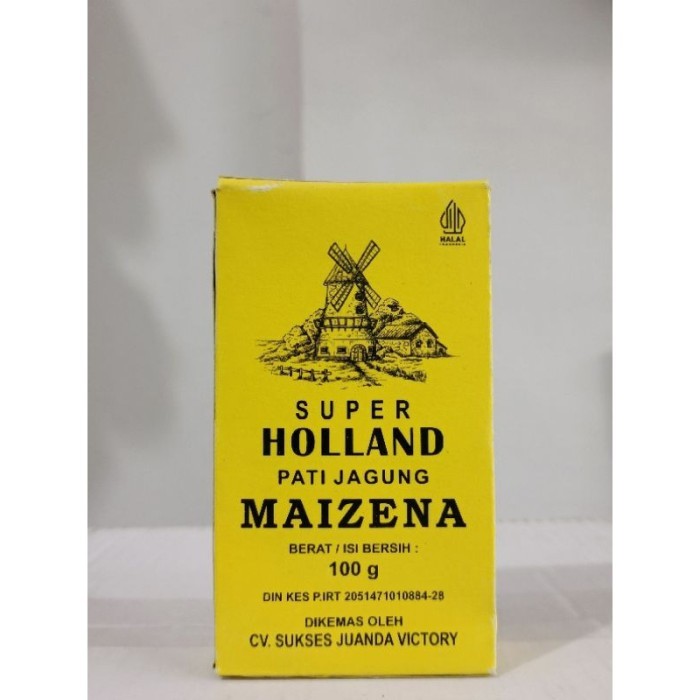 HALAL
INDONESIA
SUPER
HOLLAND
PATI JAGUNG
MAIZENA
BERAT / ISI BERSIH :
100 g
DIN KES P.IRT 2051471010884-28
DIKEMAS OLEH
CV. SUKSES JUANDA VICTORY